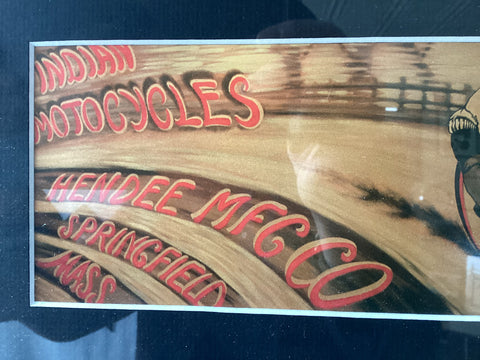 INDIAN
MOTOCYCLES
HENDEE MFG CO
SPRINGFIELD
MASS